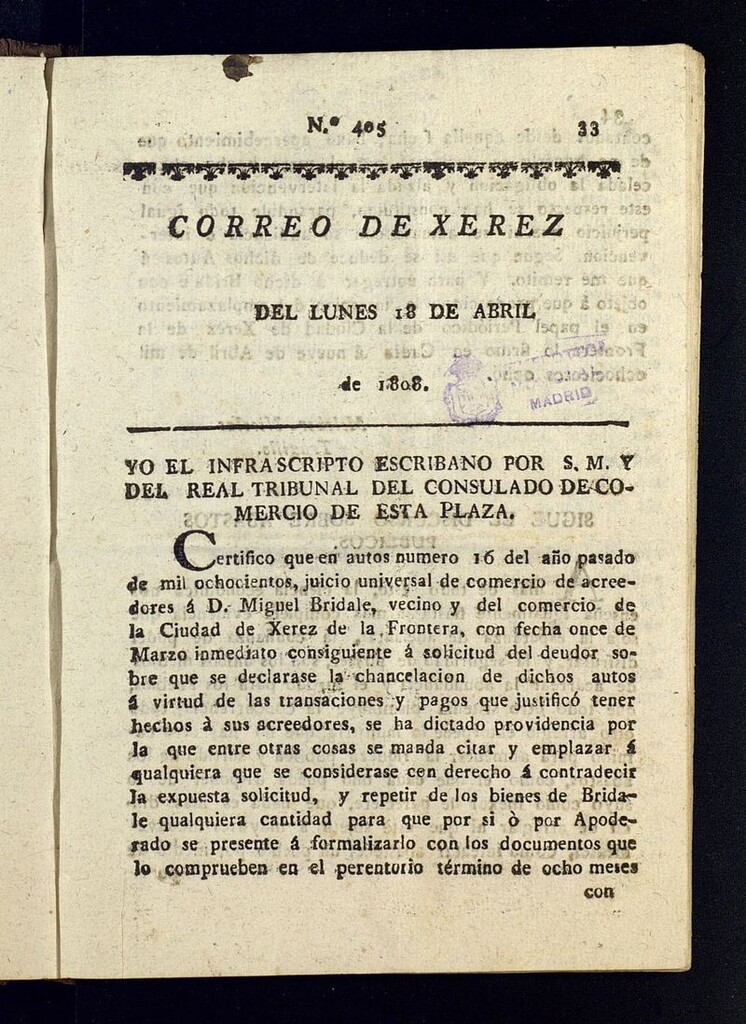 N.º 405 33
CORREO DE XEREZ
DEL LUNES 18 DE ABRIL
de 1808.
MADRID
YO EL INFRASCRIPTO ESCRIBANO POR S. M. Y
DEL REAL TRIBUNAL DEL CONSULADO DE CO-
MERCIO DE ESTA PLAZA.
Certifico que en autos numero 16 del año pasado
de mil ochocientos, juicio universal de comercio de acree-
dores á D. Miguel Bridale, vecino y del comercio de
la Ciudad de Xerez de la Frontera, con fecha once de
Marzo inmediato consiguiente á solicitud del deudor so-
bre que se declarase la chancelacion de dichos autos
á virtud de las transaciones y pagos que justificó tener
hechos à sus acreedores, se ha dictado providencia por
la que entre otras cosas se manda citar y emplazar á
qualquiera que se considerase con derecho á contradecir
la expuesta solicitud, y repetir de los bienes de Brida-
le qualquiera cantidad para que por si ò por Apode-
rado se presente á formalizarlo con los documentos que
lo comprueben en el perentorio término de ocho meses
con